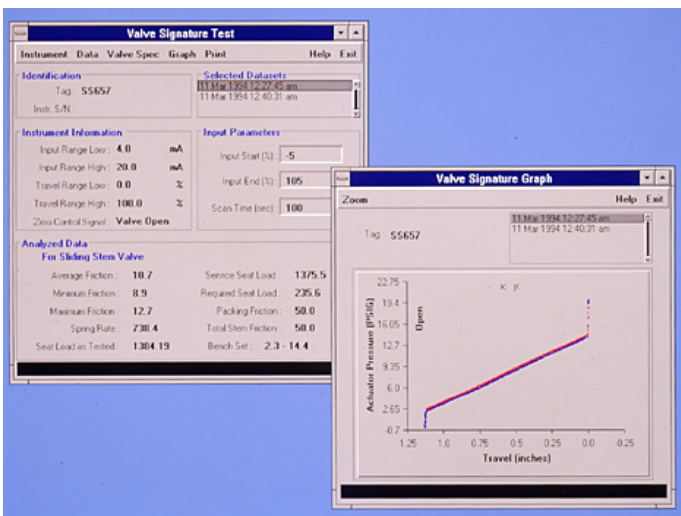 Valve Signature Test
Instrument Data Valve Spec Graph Print Help Exit
Identification
Tag: SS657
Instr. S/N:
Selected Datasets
11 Mar 1994 12:27:45 am
11 Mar 1994 12:40:31 am
Instrument Information
Input Range Low: 4.0 mA
Input Range High: 20.0 mA
Travel Range Low: 0.0 %
Travel Range High: 100.0 %
Zero Control Signal: Valve Open
Input Parameters
Input Start (%): -5
Input End (%): 105
Scan Time (sec): 100
Analyzed Data
For Sliding Stem Valve
Average Friction: 10.7
Minimum Friction: 8.9
Maximum Friction: 12.7
Spring Rate: 738.4
Seat Load as Tested: 1384.19
Service Seat Load: 1375.5
Required Seat Load: 235.6
Packing Friction: 50.0
Total Stem Friction: 50.0
Bench Set: 2.3 - 14.4
Valve Signature Graph
Zoom Help Exit
Tag: SS657
11 Mar 1994 12:27:45 am
11 Mar 1994 12:40:31 am
x: y:
Actuator Pressure (PSIG)
Open
22.75
19.4
16.05
12.7
9.35
6.0
2.65
-0.7
1.25 1.0 0.75 0.5 0.25 0.0 -0.25
Travel (inches)